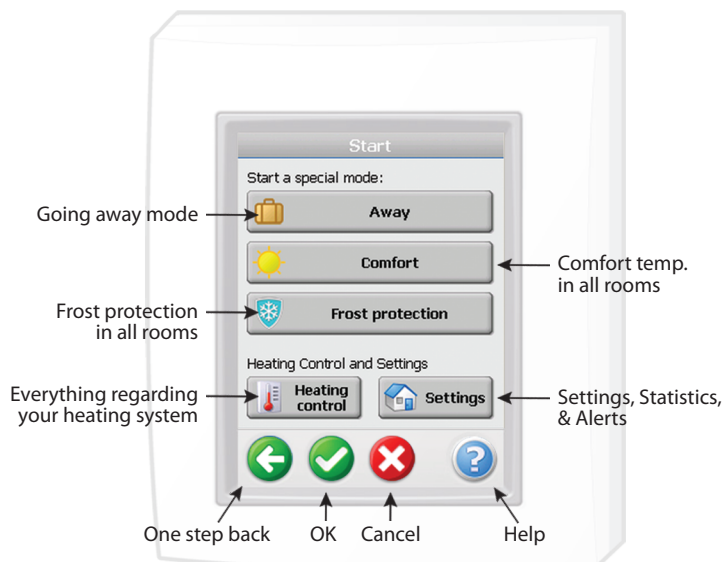 Start
Start a special mode:
Going away mode
Away
Comfort
Comfort temp.
in all rooms
Frost protection
in all rooms
Frost protection
Heating Control and Settings
Everything regarding
your heating system
Heating
control
Settings
Settings, Statistics,
& Alerts
?
One step back
OK
Cancel
Help